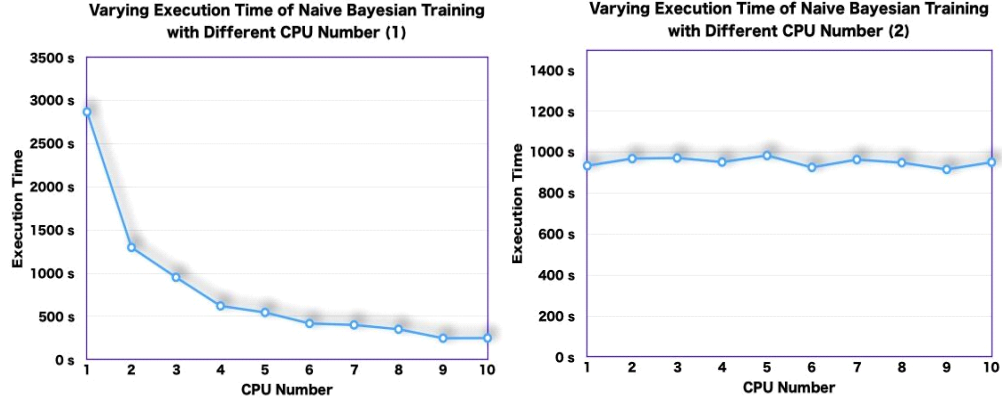 Varying Execution Time of Naive Bayesian Training
with Different CPU Number (1)
3500 s
3000 s
2500 s
2000 s
1500 s
1000 s
500 s
0 s
Execution Time
1 2 3 4 5 6 7 8 9 10
CPU Number
Varying Execution Time of Naive Bayesian Training
with Different CPU Number (2)
1400 s
1200 s
1000 s
800 s
600 s
400 s
200 s
0 s
Execution Time
1 2 3 4 5 6 7 8 9 10
CPU Number